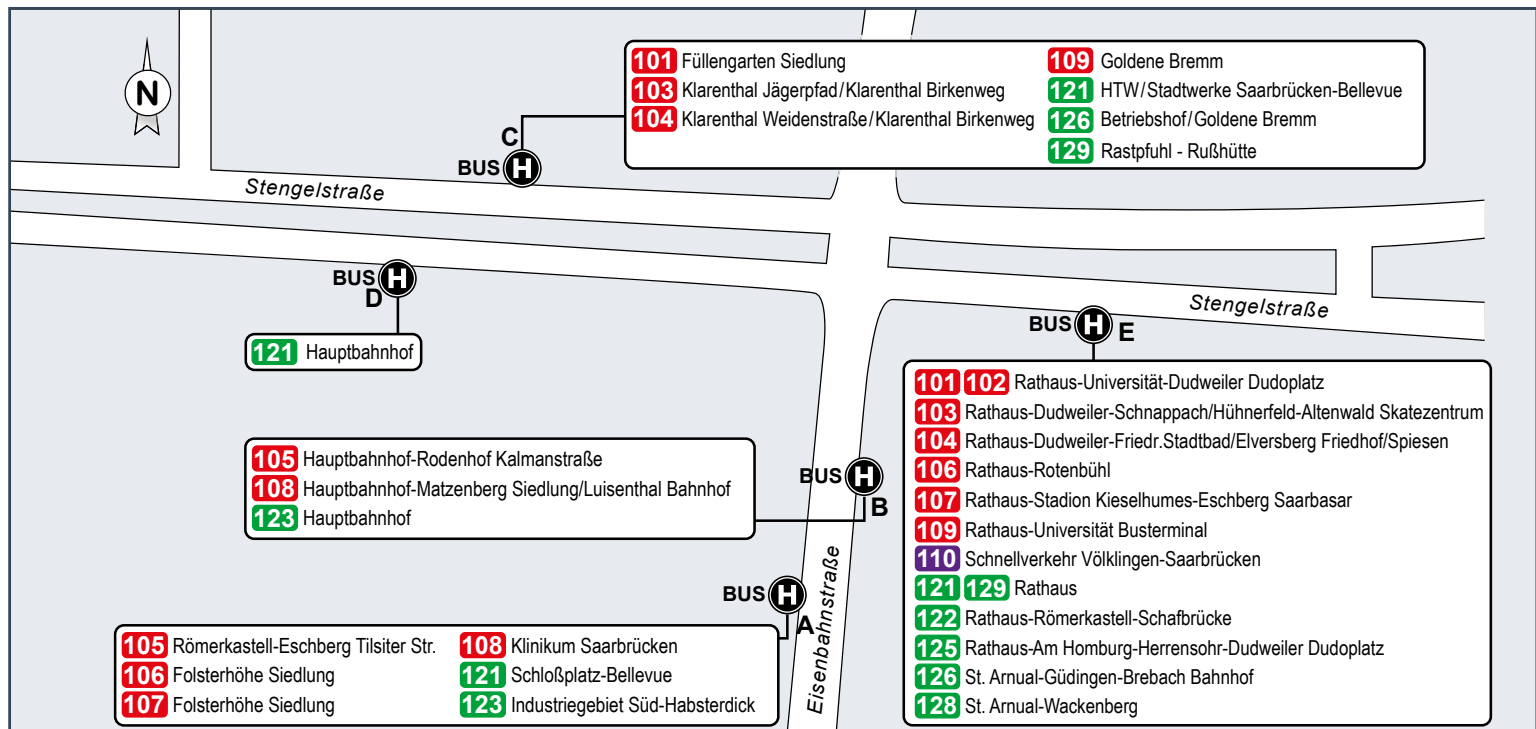 N
101 Füllengarten Siedlung
103 Klarenthal Jägerpfad/Klarenthal Birkenweg
104 Klarenthal Weidenstraße/Klarenthal Birkenweg
109 Goldene Bremm
121 HTW/Stadtwerke Saarbrücken-Bellevue
126 Betriebshof/Goldene Bremm
129 Rastpfuhl - Rußhütte
C
BUS H
Stengelstraße
BUS H
D
121 Hauptbahnhof
Stengelstraße
BUS H E
101 102 Rathaus-Universität-Dudweiler Dudoplatz
103 Rathaus-Dudweiler-Schnappach/Hühnerfeld-Altenwald Skatezentrum
104 Rathaus-Dudweiler-Friedr.Stadtbad/Elversberg Friedhof/Spiesen
106 Rathaus-Rotenbühl
107 Rathaus-Stadion Kieselhumes-Eschberg Saarbasar
109 Rathaus-Universität Busterminal
110 Schnellverkehr Völklingen-Saarbrücken
121 129 Rathaus
122 Rathaus-Römerkastell-Schafbrücke
125 Rathaus-Am Homburg-Herrensohr-Dudweiler Dudoplatz
126 St. Arnual-Güdingen-Brebach Bahnhof
128 St. Arnual-Wackenberg
105 Hauptbahnhof-Rodenhof Kalmanstraße
108 Hauptbahnhof-Matzenberg Siedlung/Luisenthal Bahnhof
123 Hauptbahnhof
BUS H
B
BUS H
A
Eisenbahnstraße
105 Römerkastell-Eschberg Tilsiter Str.
106 Folsterhöhe Siedlung
107 Folsterhöhe Siedlung
108 Klinikum Saarbrücken
121 Schloßplatz-Bellevue
123 Industriegebiet Süd-Habsterdick